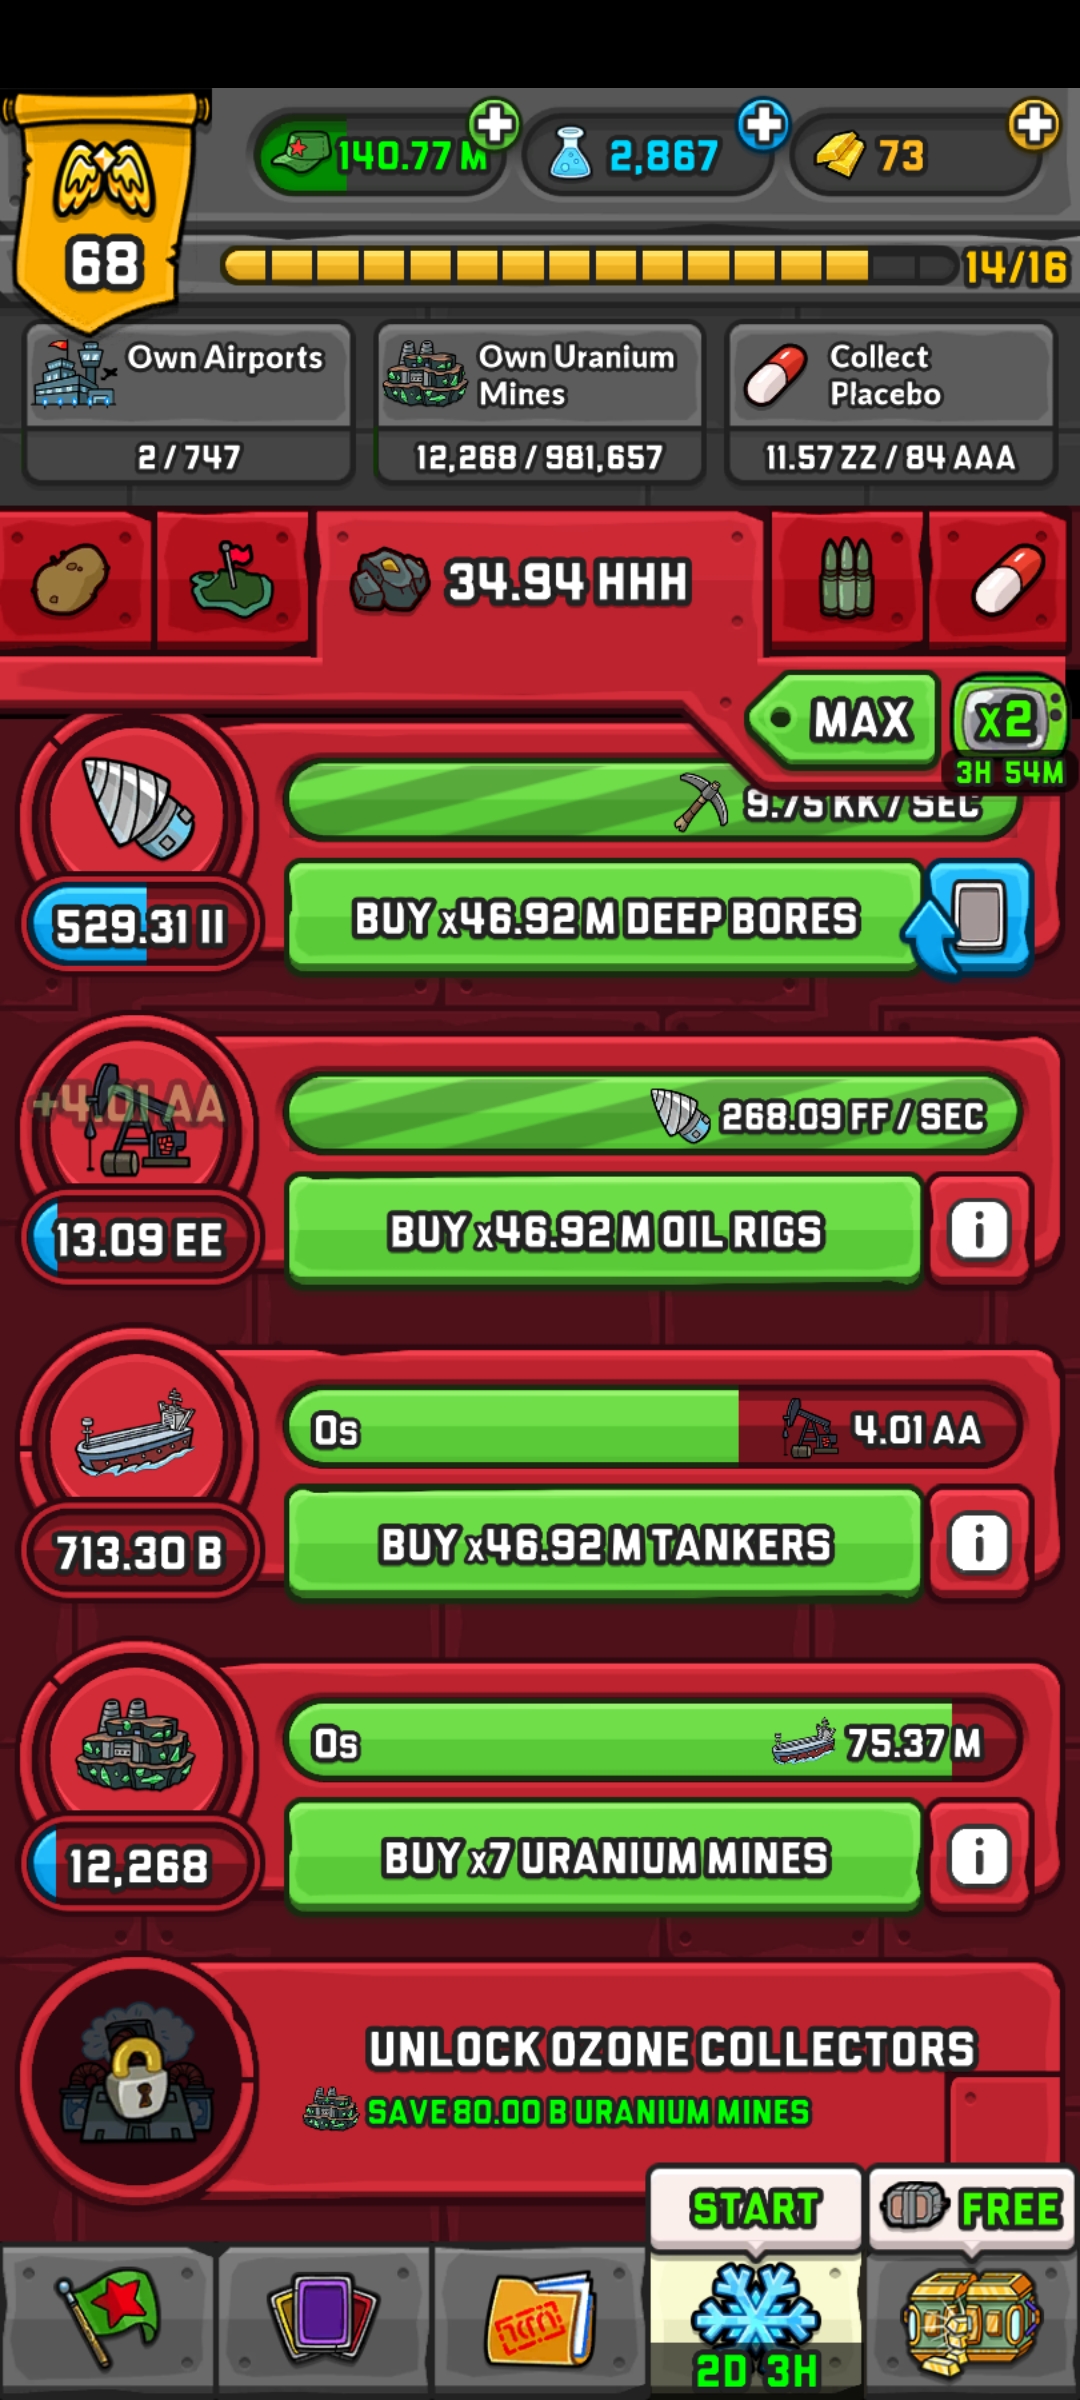 68
140.77 M
2,867
73
14/16
Own Airports
2 / 747
Own Uranium
Mines
12,268 / 981,657
Collect
Placebo
11.57 ZZ / 84 AAA
34.94 HHH
MAX
x2
3H 54M
9.75 KK / SEC
529.31 II
BUY x46.92 M DEEP BORES
+4.01 AA
268.09 FF / SEC
13.09 EE
BUY x46.92 M OIL RIGS
i
0s
4.01 AA
713.30 B
BUY x46.92 M TANKERS
i
0s
75.37 M
12,268
BUY x7 URANIUM MINES
i
UNLOCK OZONE COLLECTORS
SAVE 80.00 B URANIUM MINES
START
FREE
2D 3H